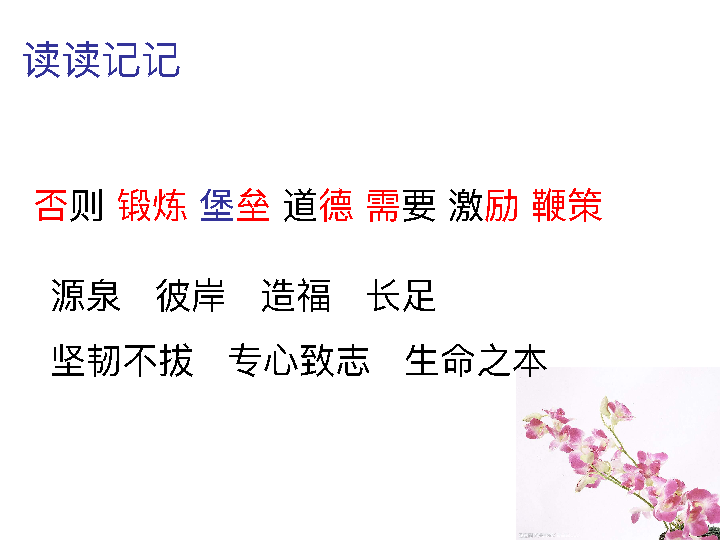 读读记记
否则 锻炼 堡垒 道德 需要 激励 鞭策
源泉 彼岸 造福 长足
坚韧不拔 专心致志 生命之本